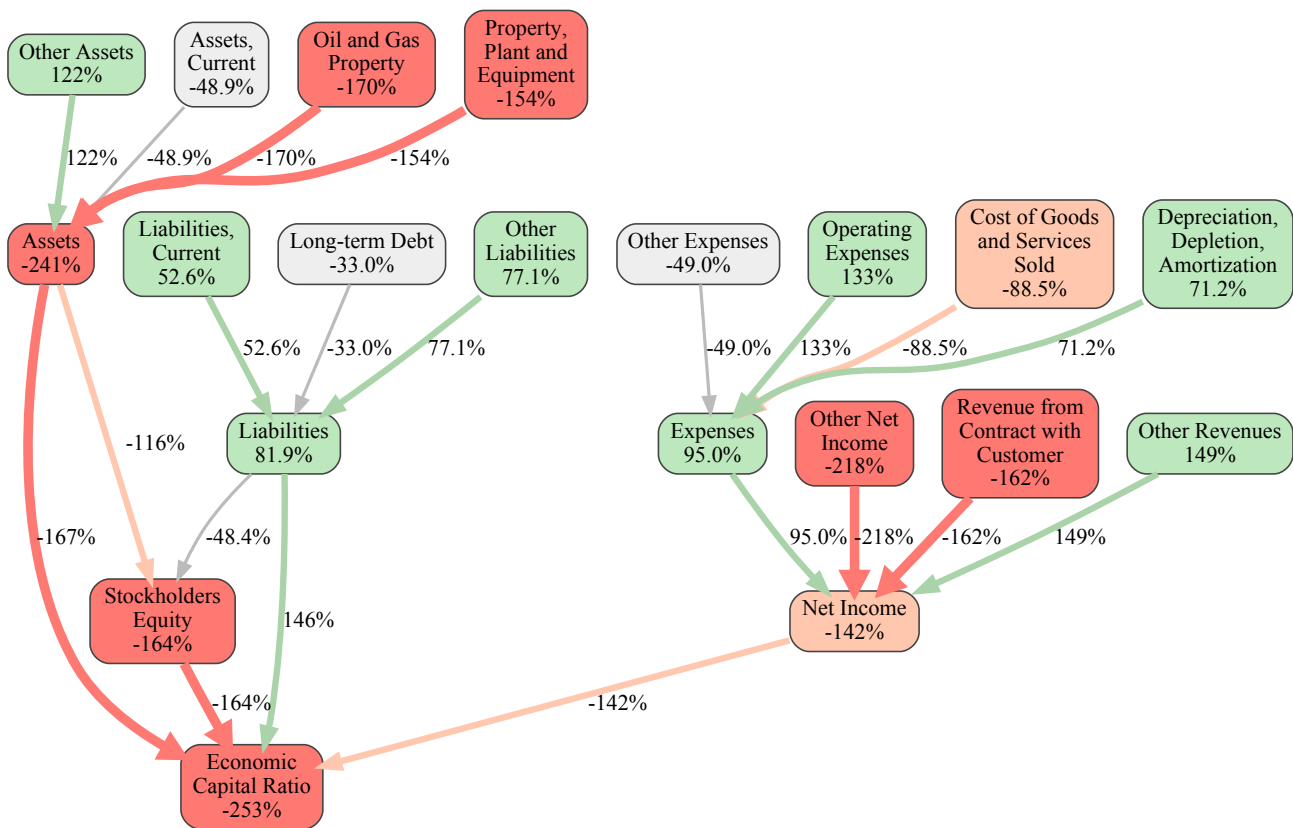 Other Assets
122%
Assets,
Current
-48.9%
Oil and Gas
Property
-170%
Property,
Plant and
Equipment
-154%
122%
-48.9%
-170%
-154%
Assets
-241%
Liabilities,
Current
52.6%
Long-term Debt
-33.0%
Other
Liabilities
77.1%
Other Expenses
-49.0%
Operating
Expenses
133%
Cost of Goods
and Services
Sold
-88.5%
Depreciation,
Depletion,
Amortization
71.2%
52.6%
-33.0%
77.1%
-49.0%
133%
-88.5%
71.2%
-116%
Liabilities
81.9%
Expenses
95.0%
Other Net
Income
-218%
Revenue from
Contract with
Customer
-162%
Other Revenues
149%
-167%
-48.4%
95.0%
-218%
-162%
149%
Stockholders
Equity
-164%
146%
Net Income
-142%
-164%
-142%
Economic
Capital Ratio
-253%